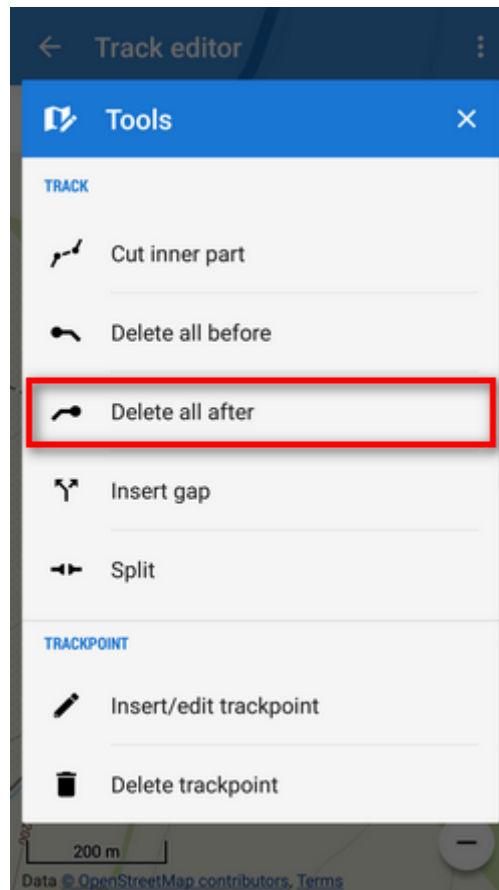 Track editor
Tools
TRACK
Cut inner part
Delete all before
Delete all after
Insert gap
Split
TRACKPOINT
Insert/edit trackpoint
Delete trackpoint
200
200 m
Data © OpenStreetMap contributors, Terms